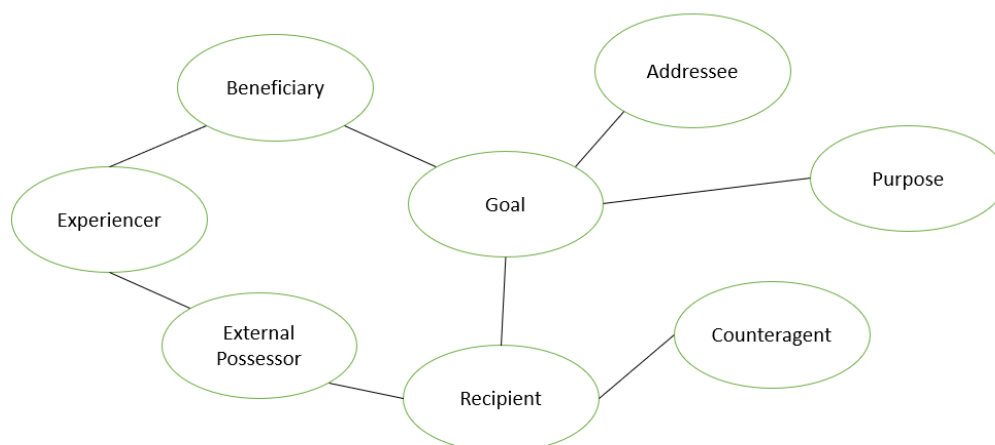 Addressee
Beneficiary
Purpose
Goal
Experiencer
External
Possessor
Counteragent
Recipient